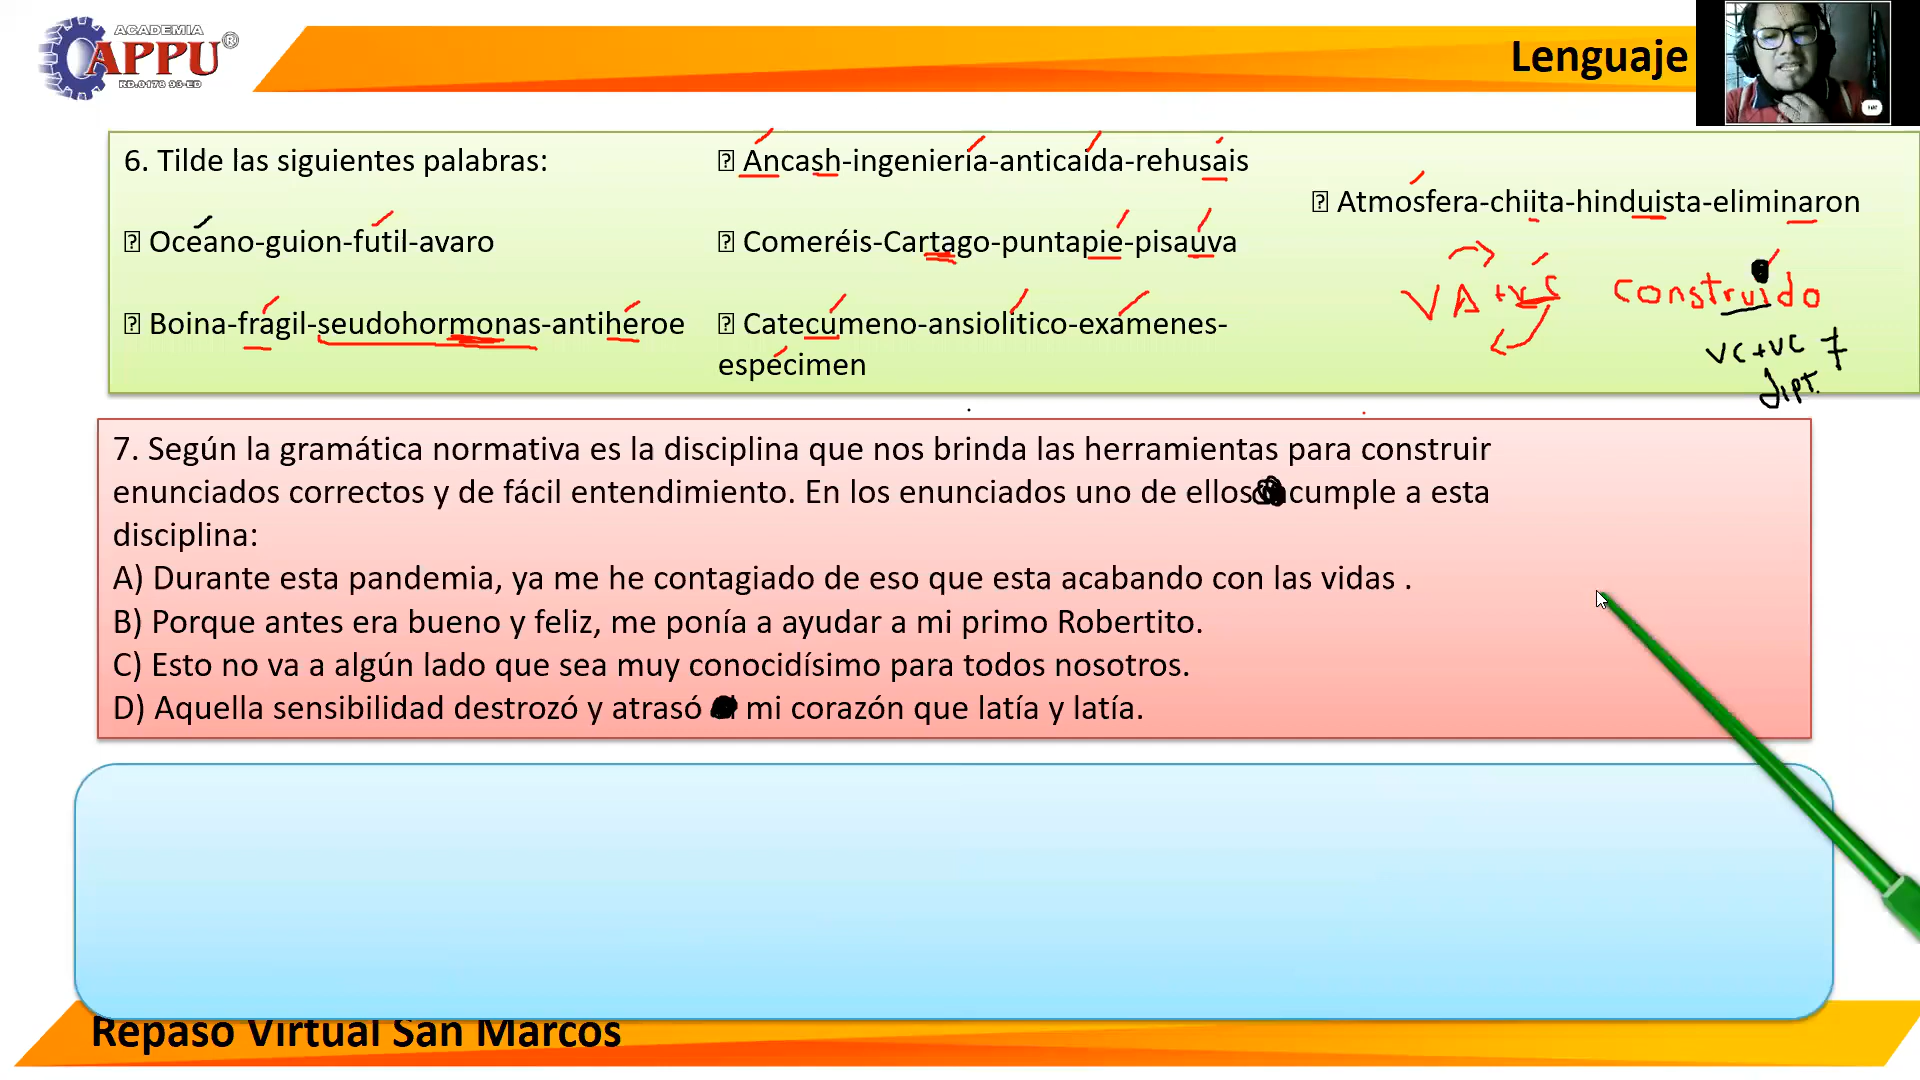 ACADEMIA
APPU®
RD.0178 93-ED
Lenguaje
6. Tilde las siguientes palabras:
Oceano-guion-futil-avaro
Boina-fragil-seudohormonas-antiheroe
Ancash-ingenieria-anticaida-rehusais
Comeréis-Cartago-puntapie-pisauva
Catecumeno-ansiolitico-examenes-
especimen
Atmosfera-chiita-hinduista-eliminaron
VA+VC construido
VC+VC ≠
dipt.
7. Según la gramática normativa es la disciplina que nos brinda las herramientas para construir
enunciados correctos y de fácil entendimiento. En los enunciados uno de ellos cumple a esta
disciplina:
A) Durante esta pandemia, ya me he contagiado de eso que esta acabando con las vidas .
B) Porque antes era bueno y feliz, me ponía a ayudar a mi primo Robertito.
C) Esto no va a algún lado que sea muy conocidísimo para todos nosotros.
D) Aquella sensibilidad destrozó y atrasó mi corazón que latía y latía.
Repaso Virtual San Marcos